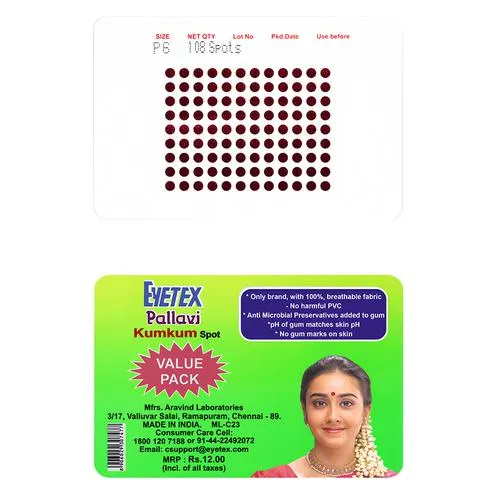 SIZE NET QTY Lot No Pkd.Date Use before
P6 108 Spots
EYETEX
Pallavi
Kumkum Spot
VALUE
PACK
* Only brand, with 100%, breathable fabric
- No harmful PVC
* Anti Microbial Preservatives added to gum
*pH of gum matches skin pH
* No gum marks on skin
Mfrs. Aravind Laboratories
3/17, Valluvar Salai, Ramapuram, Chennai - 89.
MADE IN INDIA. ML-C23
Consumer Care Cell:
1800 120 7188 or 91-44-22492072
Email: csupport@eyetex.com
MRP : Rs.12.00
(Incl. of all taxes)